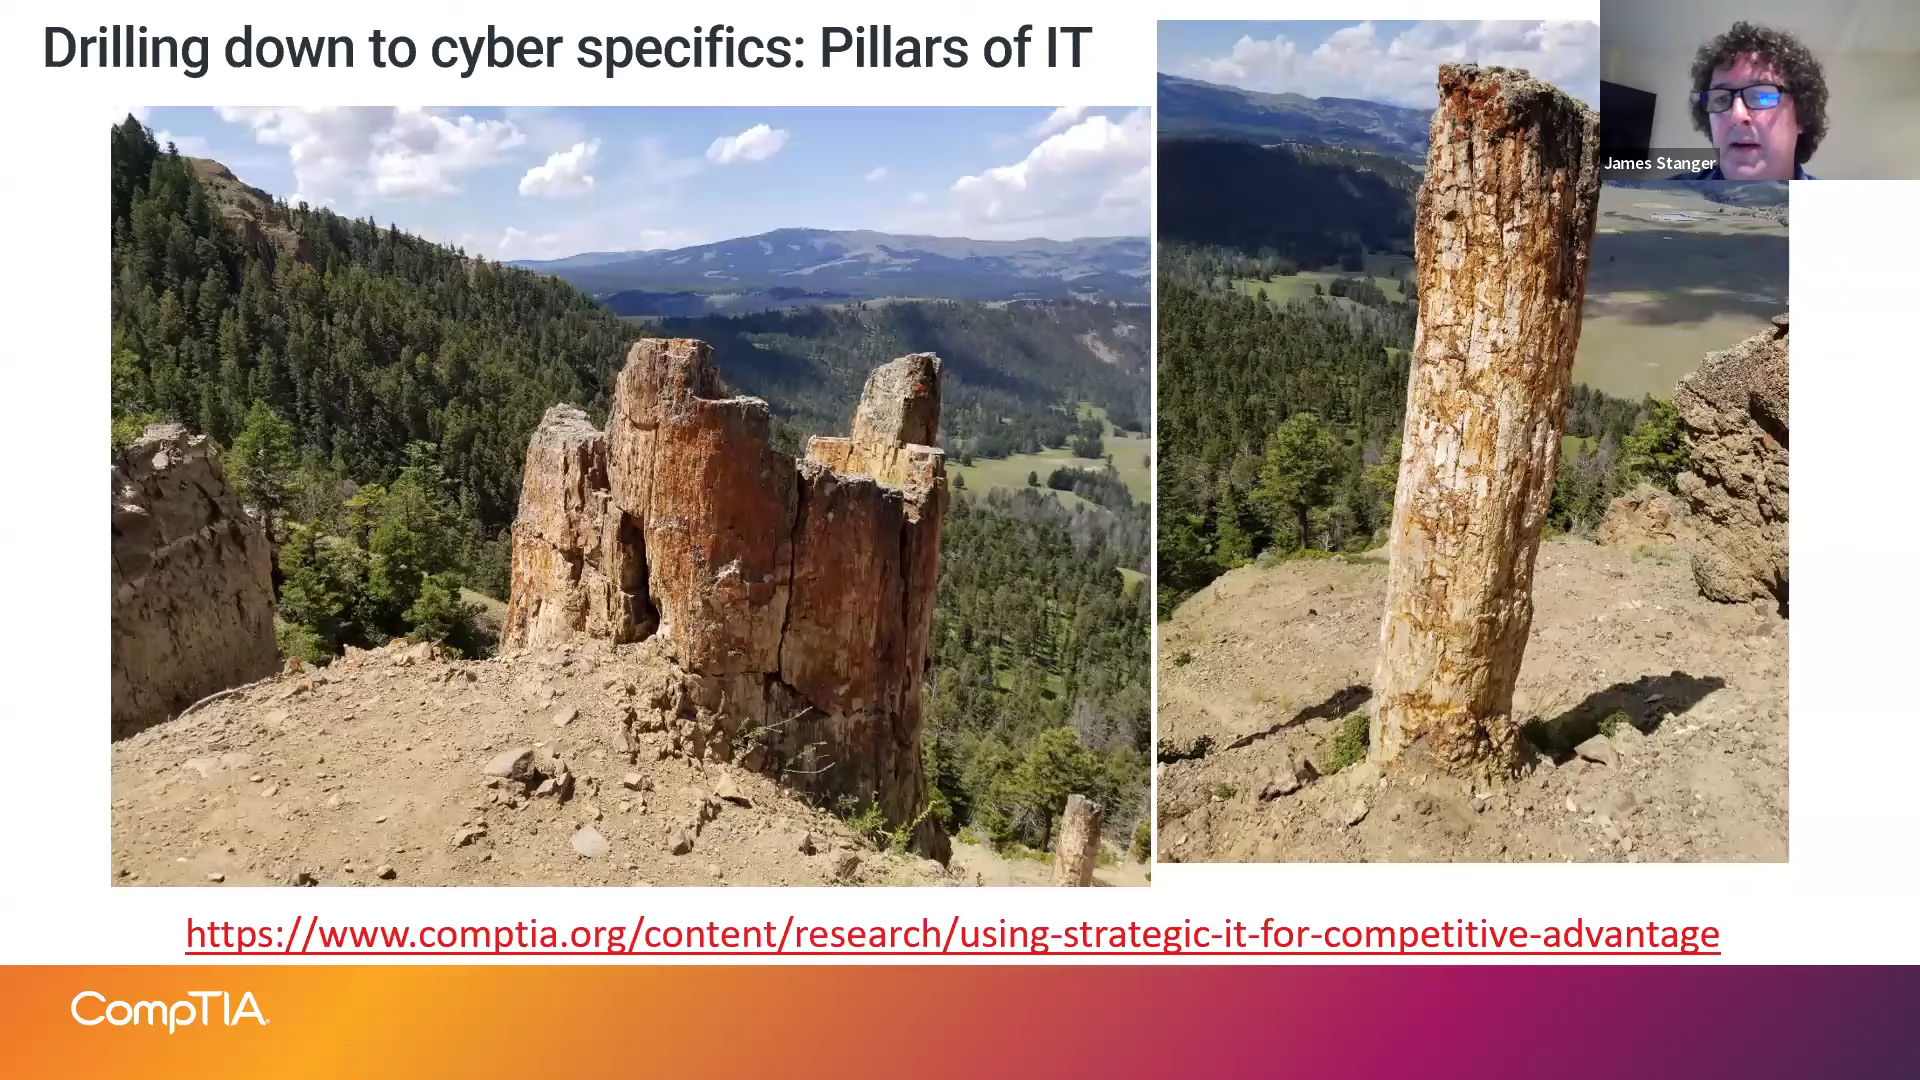 Drilling down to cyber specifics: Pillars of IT
James Stanger
https://www.comptia.org/content/research/using-strategic-it-for-competitive-advantage
CompTIA